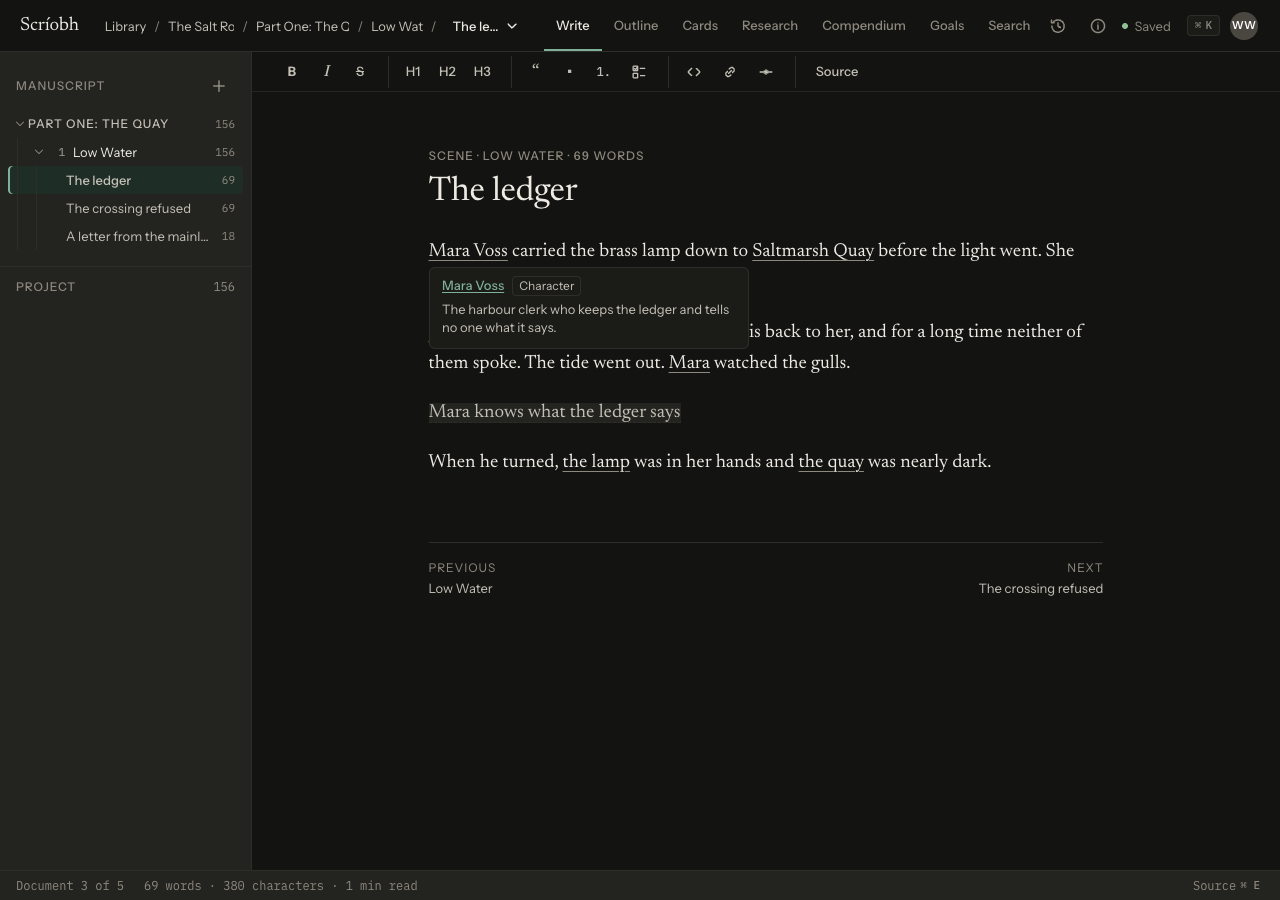 Scríobh Library / The Salt Ro / Part One: The Q / Low Wat / The le... Write Outline Cards Research Compendium Goals Search Saved ⌘ K WW
B I S H1 H2 H3 “ ▪ 1. Source
MANUSCRIPT
PART ONE: THE QUAY 156
1 Low Water 156
The ledger 69
The crossing refused 69
A letter from the mainl... 18
PROJECT 156
SCENE · LOW WATER · 69 WORDS
The ledger
Mara Voss carried the brass lamp down to Saltmarsh Quay before the light went. She
Mara Voss Character
The harbour clerk who keeps the ledger and tells
no one what it says.
is back to her, and for a long time neither of
them spoke. The tide went out. Mara watched the gulls.
Mara knows what the ledger says
When he turned, the lamp was in her hands and the quay was nearly dark.
PREVIOUS NEXT
Low Water The crossing refused
Document 3 of 5 69 words · 380 characters · 1 min read Source ⌘ E